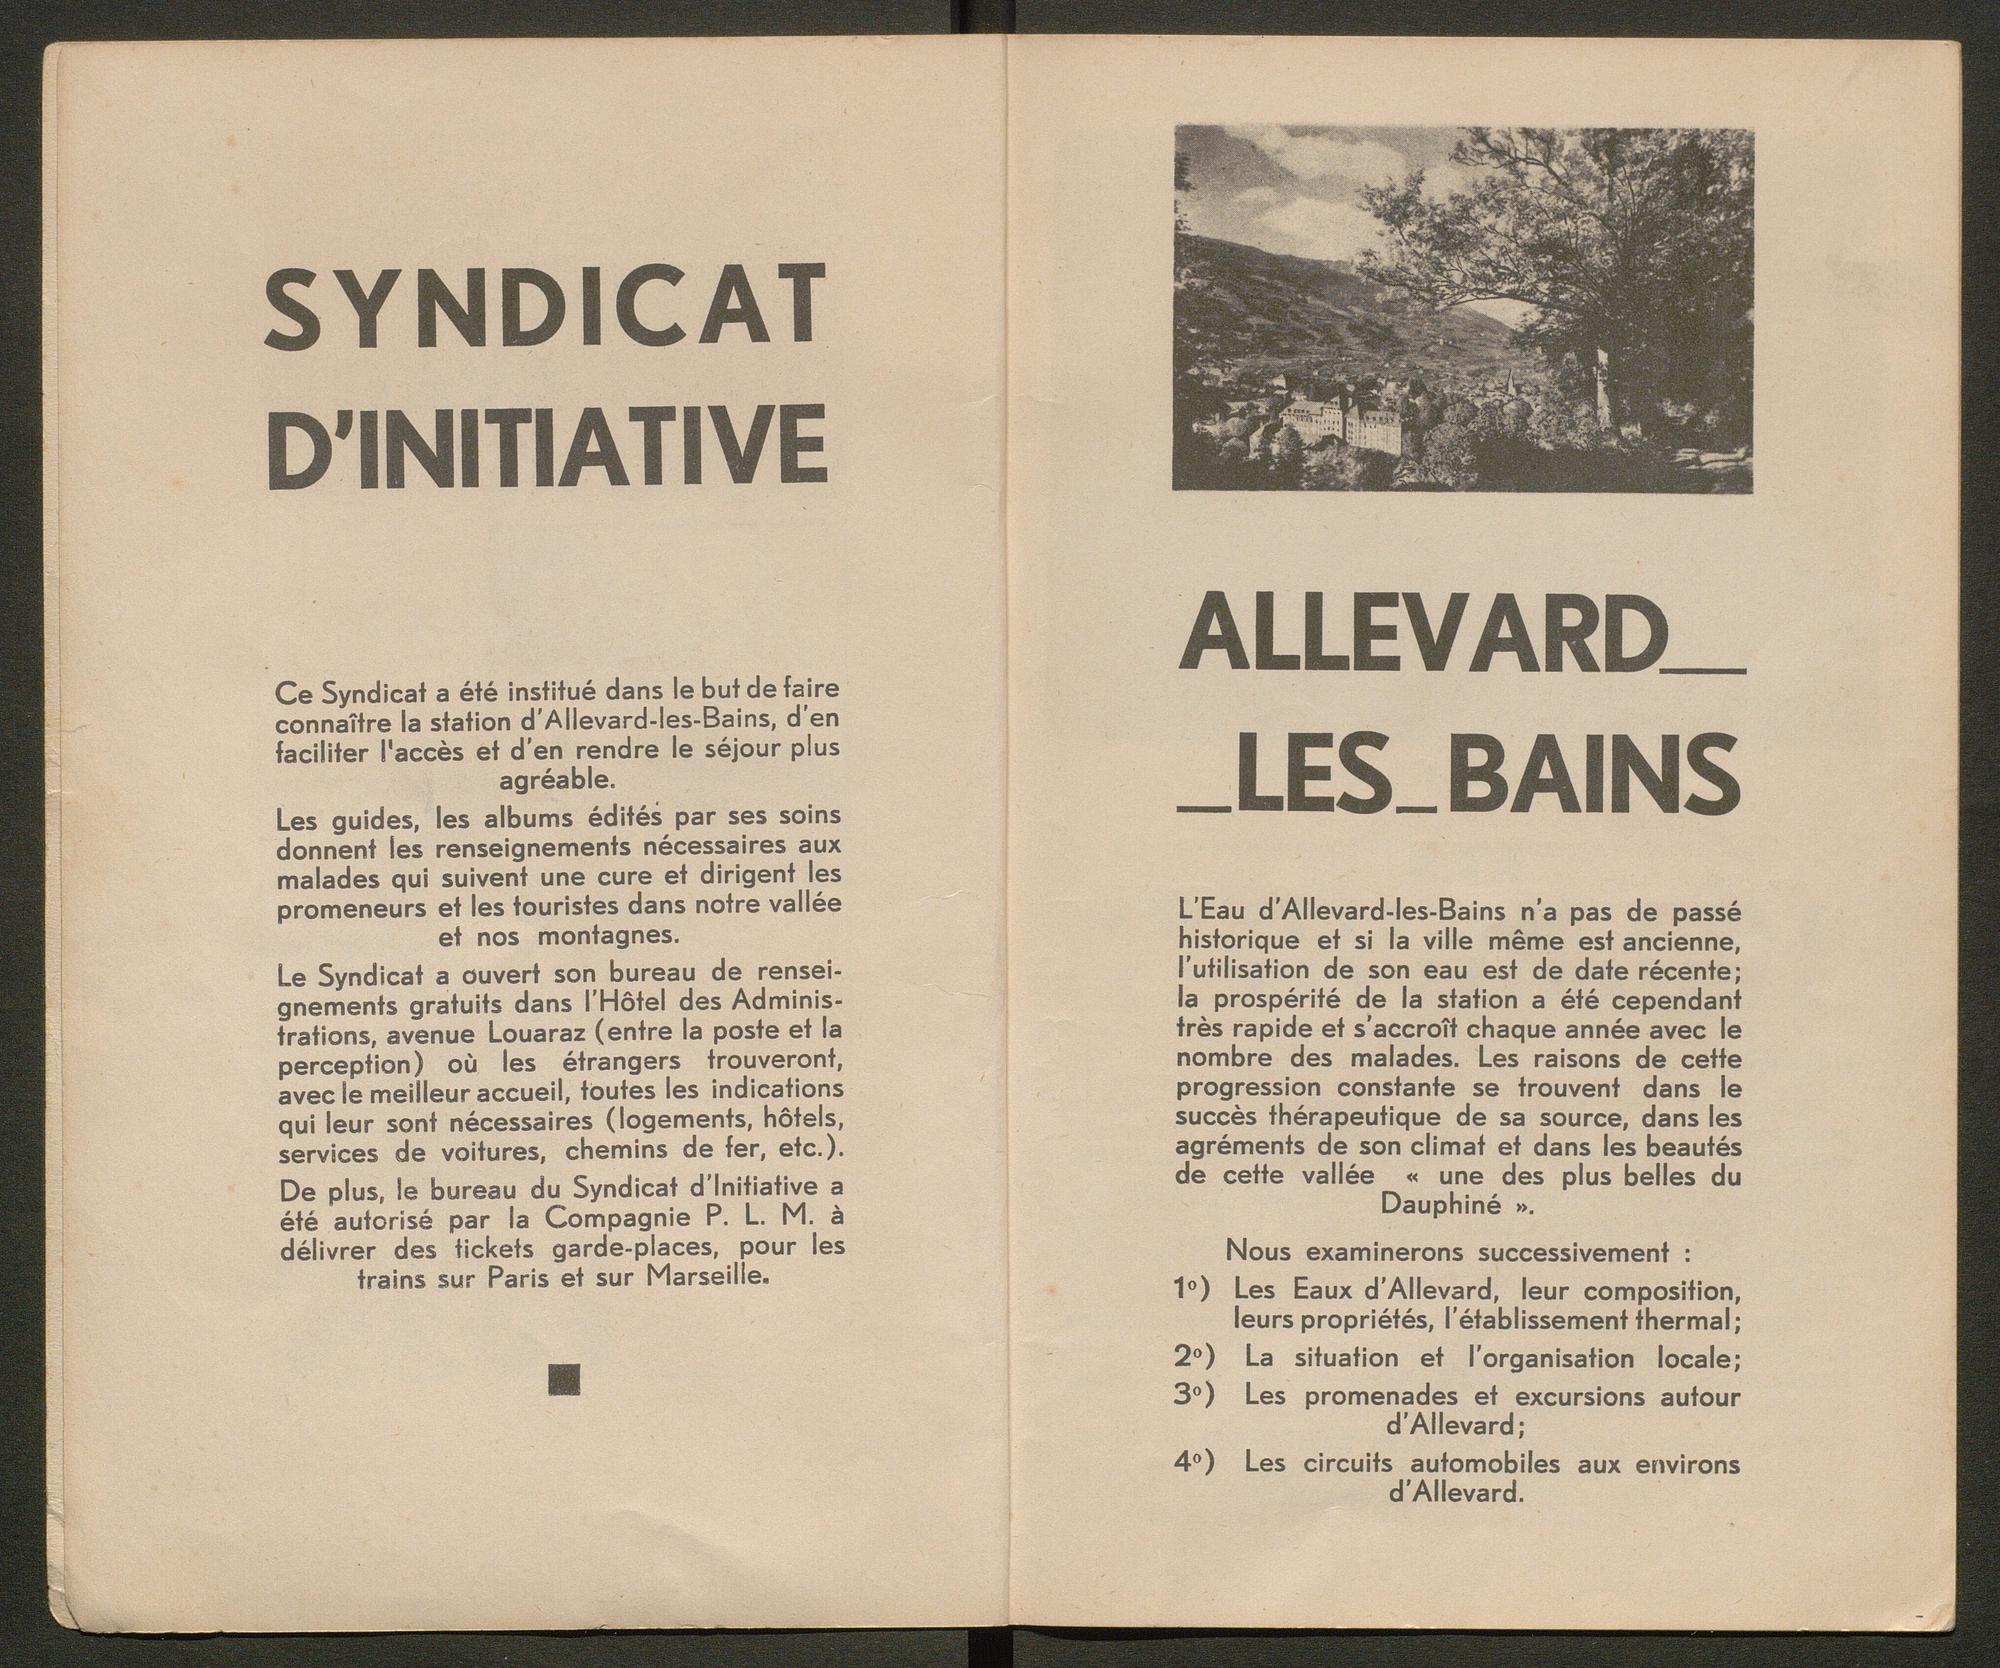 SYNDICAT
D'INITIATIVE
Ce Syndicat a été institué dans le but de faire
connaître la station d'Allevard-les-Bains, d'en
faciliter l'accès et d'en rendre le séjour plus
agréable.
Les guides, les albums édités par ses soins
donnent les renseignements nécessaires aux
malades qui suivent une cure et dirigent les
promeneurs et les touristes dans notre vallée
et nos montagnes.
Le Syndicat a ouvert son bureau de rensei-
gnements gratuits dans l'Hôtel des Adminis-
trations, avenue Louaraz (entre la poste et la
perception) où les étrangers trouveront,
avec le meilleur accueil, toutes les indications
qui leur sont nécessaires (logements, hôtels,
services de voitures, chemins de fer, etc.).
De plus, le bureau du Syndicat d'Initiative a
été autorisé par la Compagnie P. L. M. à
délivrer des tickets garde-places, pour les
trains sur Paris et sur Marseille.
ALLEVARD__
_LES_BAINS
L'Eau d'Allevard-les-Bains n'a pas de passé
historique et si la ville même est ancienne,
l'utilisation de son eau est de date récente;
la prospérité de la station a été cependant
très rapide et s'accroît chaque année avec le
nombre des malades. Les raisons de cette
progression constante se trouvent dans le
succès thérapeutique de sa source, dans les
agréments de son climat et dans les beautés
de cette vallée « une des plus belles du
Dauphiné ».
Nous examinerons successivement :
1º) Les Eaux d'Allevard, leur composition,
leurs propriétés, l'établissement thermal;
2º) La situation et l'organisation locale;
3º) Les promenades et excursions autour
d'Allevard;
4º) Les circuits automobiles aux environs
d'Allevard.